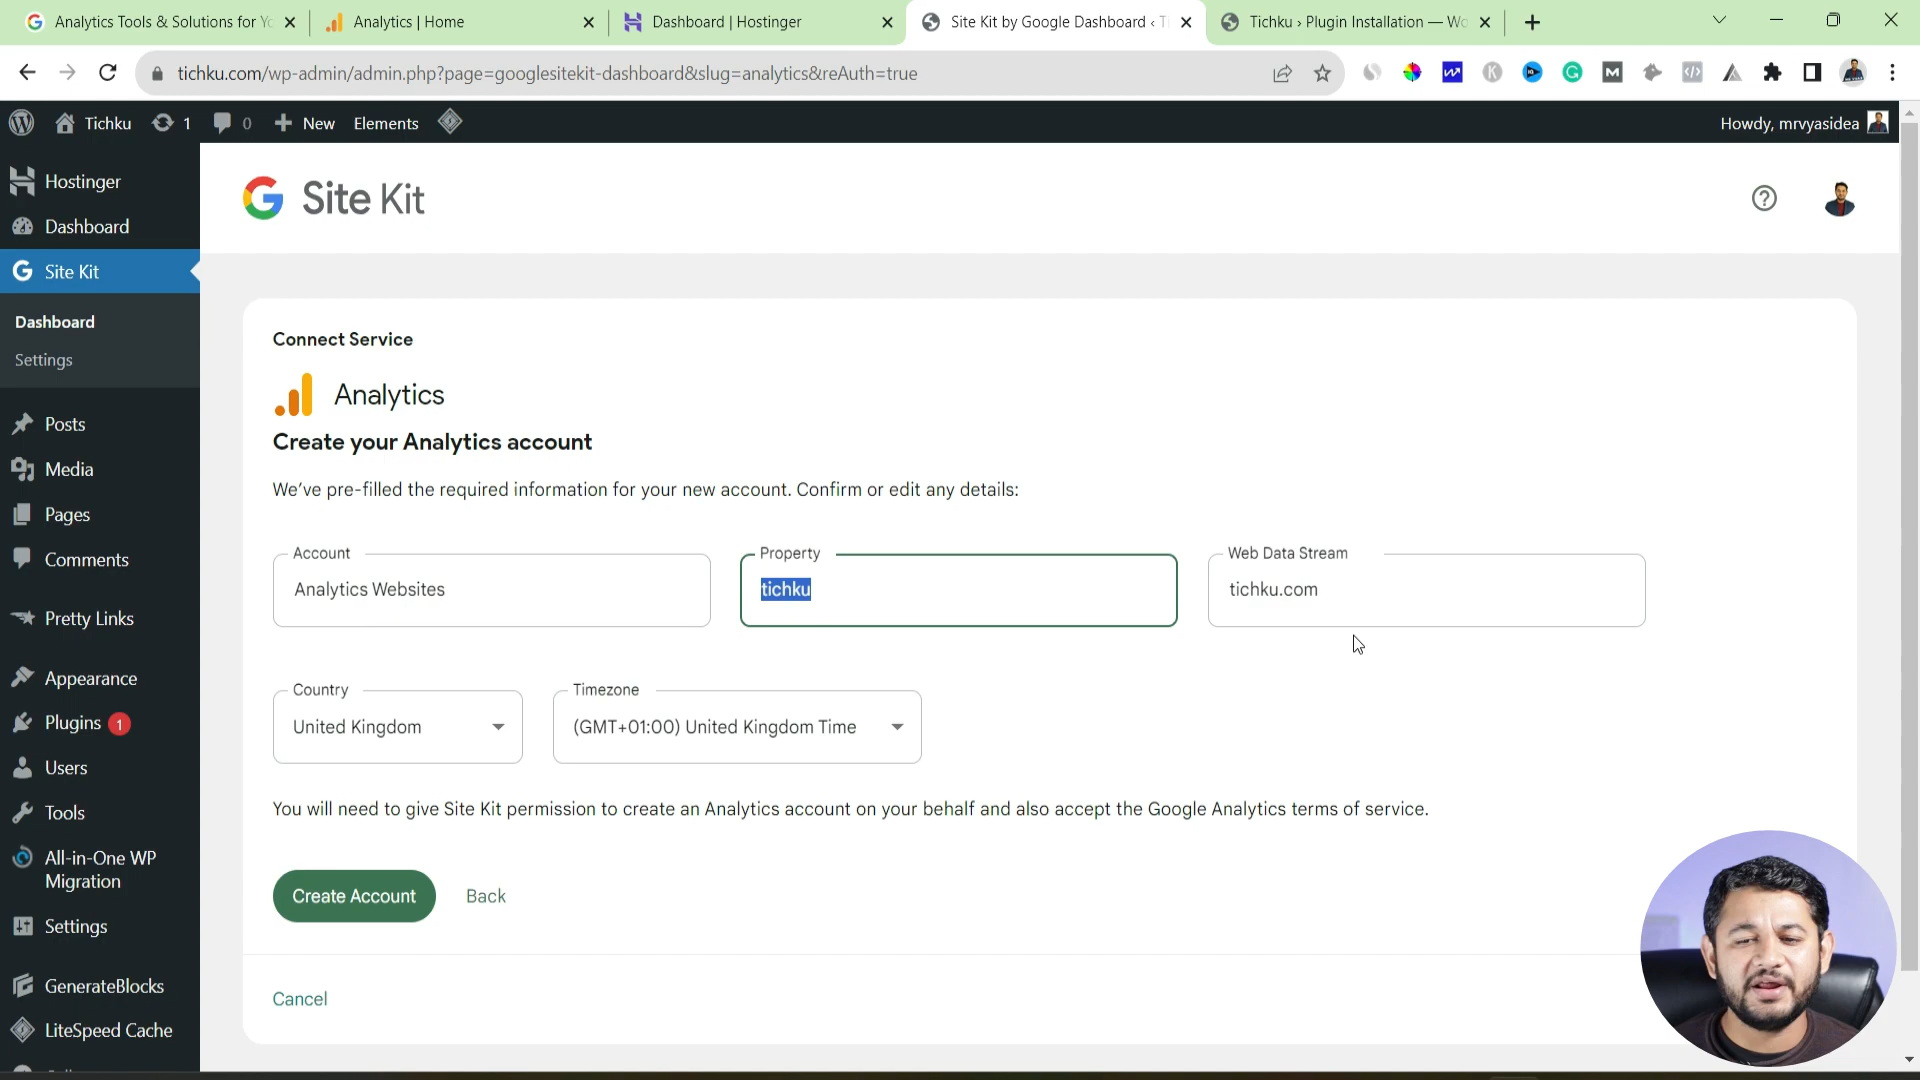 Analytics Tools & Solutions for Yo
Analytics | Home
Dashboard | Hostinger
Site Kit by Google Dashboard ‹ Ti
Tichku › Plugin Installation — Wo
tichku.com/wp-admin/admin.php?page=googlesitekit-dashboard&slug=analytics&reAuth=true
Tichku
1
0
New
Elements
Howdy, mrvyasidea
Hostinger
Dashboard
Site Kit
Dashboard
Settings
Posts
Media
Pages
Comments
Pretty Links
Appearance
Plugins 1
Users
Tools
All-in-One WP
Migration
Settings
GenerateBlocks
LiteSpeed Cache
Site Kit
Connect Service
Analytics
Create your Analytics account
We've pre-filled the required information for your new account. Confirm or edit any details:
Account
Analytics Websites
Property
tichku
Web Data Stream
tichku.com
Country
United Kingdom
Timezone
(GMT+01:00) United Kingdom Time
You will need to give Site Kit permission to create an Analytics account on your behalf and also accept the Google Analytics terms of service.
Create Account
Back
Cancel